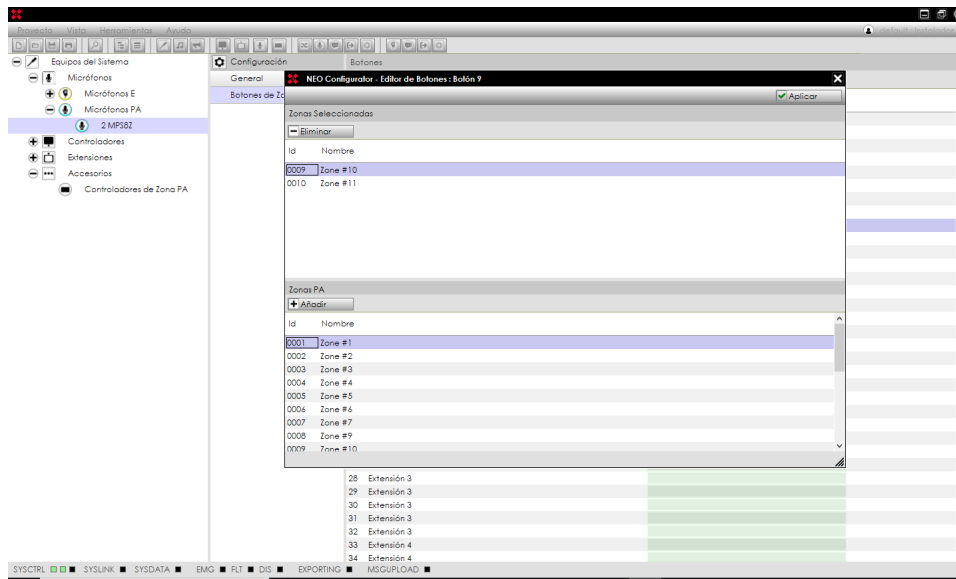 Proyecto Vista Herramientas Ayuda
Equipos del Sistema
Micrófonos
Micrófonos E
Micrófonos PA
2 MPS8Z
Controladores
Extensiones
Accesorios
Controladores de Zona PA
Configuración
General
Botones de Zo
Botones
NEO Configurator - Editor de Botones : Botón 9
Aplicar
Zonas Seleccionadas
Eliminar
Id Nombre
0009 Zone #10
0010 Zone #11
Zonas PA
Añadir
Id Nombre
0001 Zone #1
0002 Zone #2
0003 Zone #3
0004 Zone #4
0005 Zone #5
0006 Zone #6
0007 Zone #7
0008 Zone #9
0009 Zone #10
28 Extensión 3
29 Extensión 3
30 Extensión 3
31 Extensión 3
32 Extensión 3
33 Extensión 4
34 Extensión 4
SYSCTRL SYSLINK SYSDATA EMG FLT DIS EXPORTING MSGUPLOAD